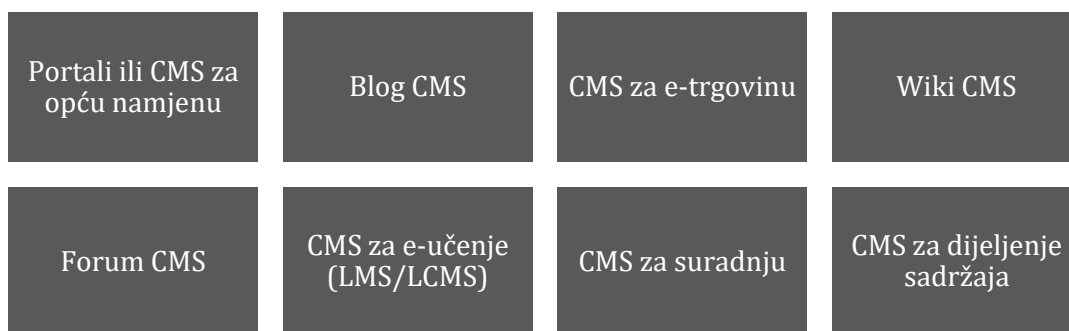 Portali ili CMS za
opću namjenu
Blog CMS
CMS za e-trgovinu
Wiki CMS
Forum CMS
CMS za e-učenje
(LMS/LCMS)
CMS za suradnju
CMS za dijeljenje
sadržaja